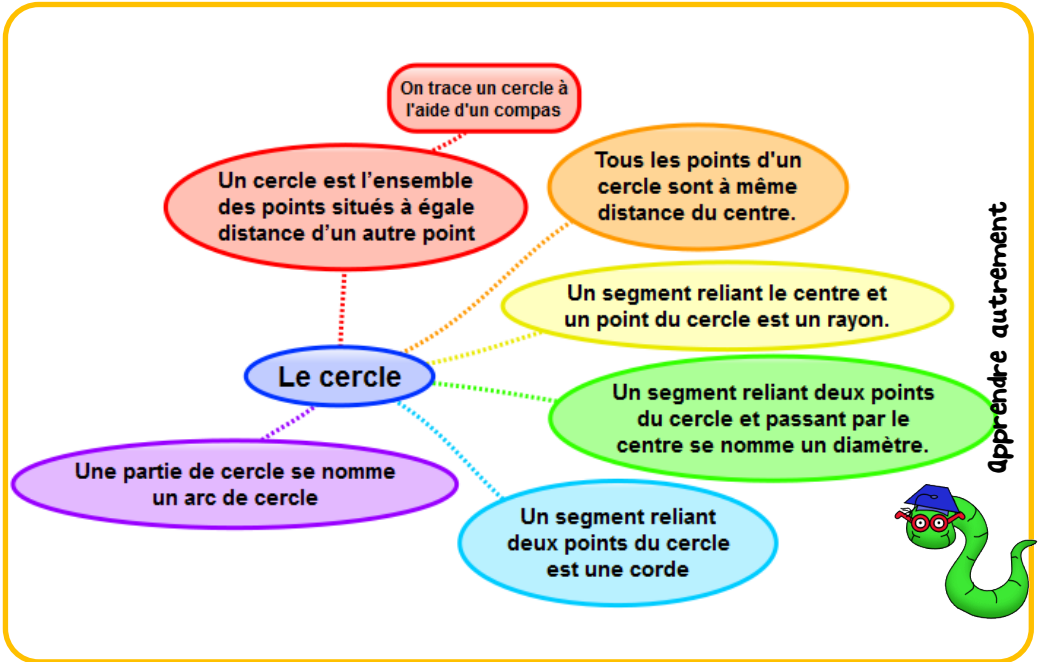 On trace un cercle à
l'aide d'un compas
Un cercle est l’ensemble
des points situés à égale
distance d’un autre point
Tous les points d'un
cercle sont à même
distance du centre.
Un segment reliant le centre et
un point du cercle est un rayon.
Le cercle
Un segment reliant deux points
du cercle et passant par le
centre se nomme un diamètre.
Une partie de cercle se nomme
un arc de cercle
Un segment reliant
deux points du cercle
est une corde
apprendre autrement